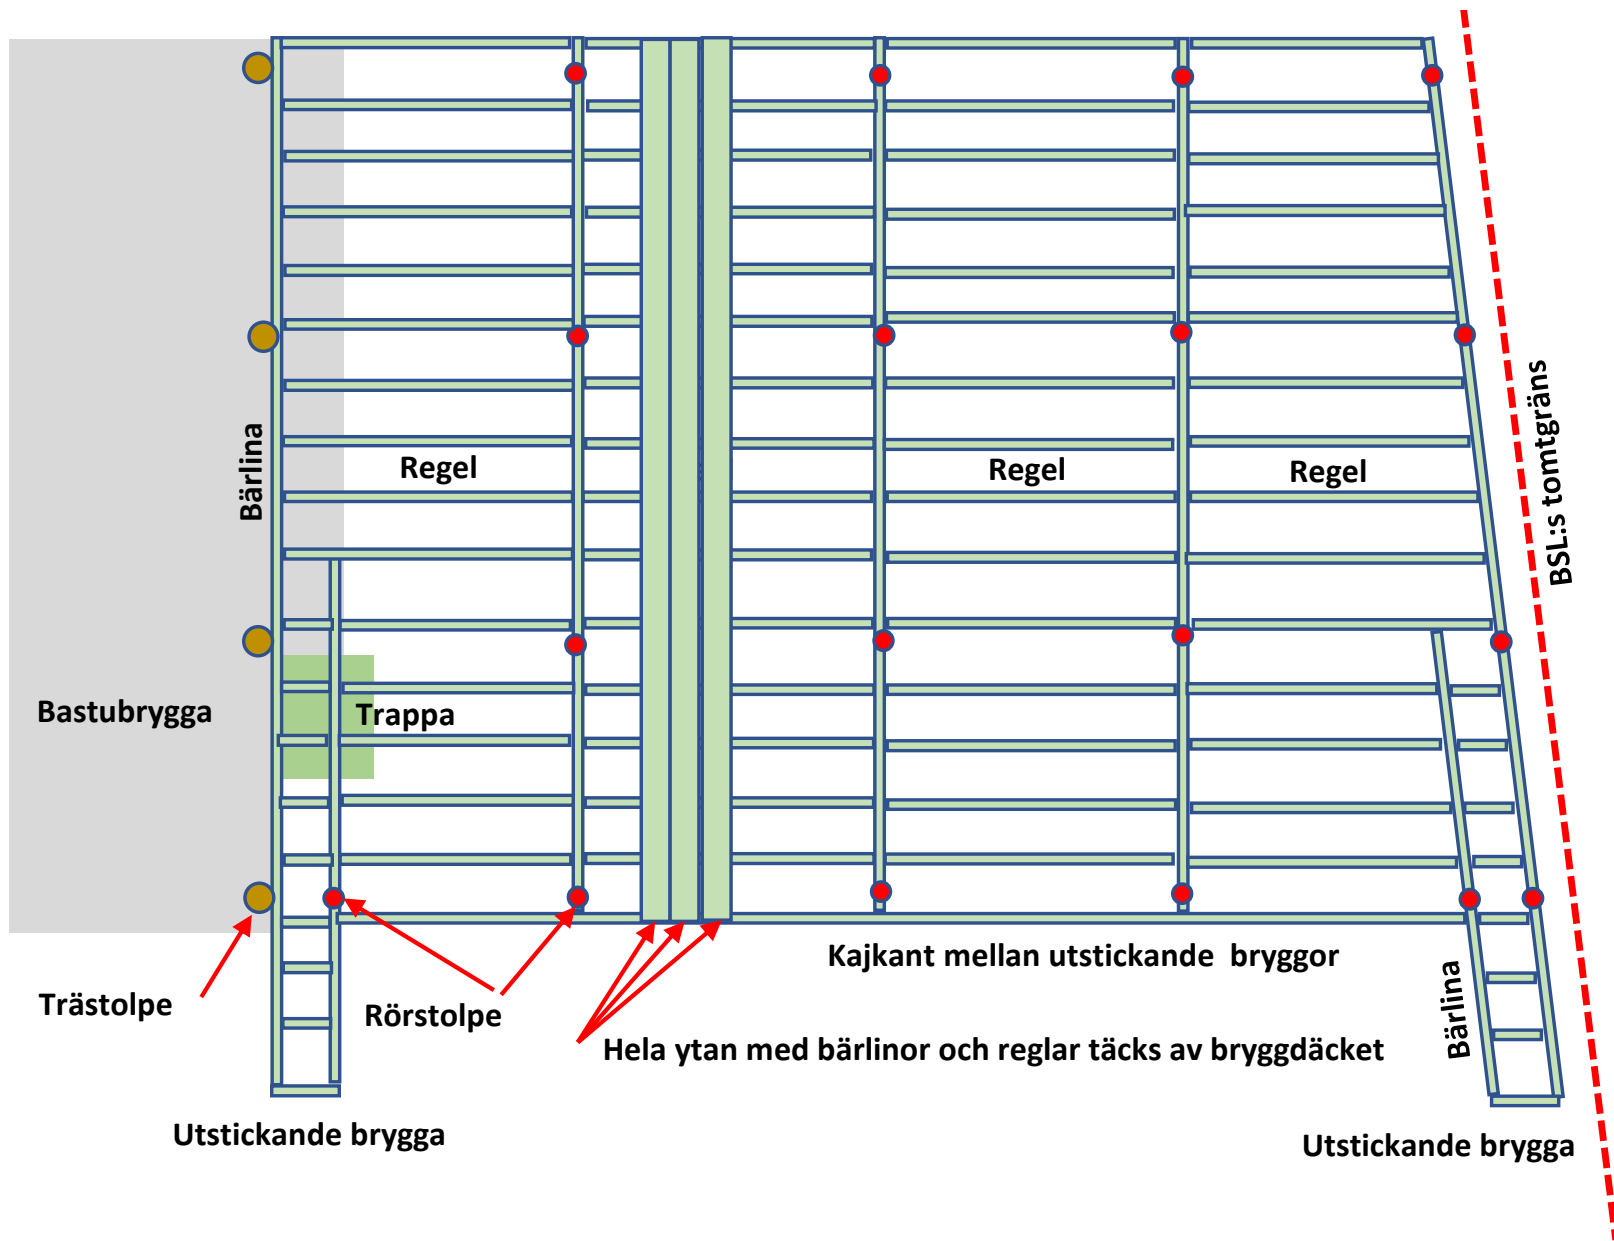 Bärlina
Regel
Regel
Regel
BSL:s tomtgräns
Bastubrygga
Trappa
Kajkant mellan utstickande  bryggor
Trästolpe
Rörstolpe
Bärlina
Hela ytan med bärlinor och reglar täcks av bryggdäcket
Utstickande brygga
Utstickande brygga